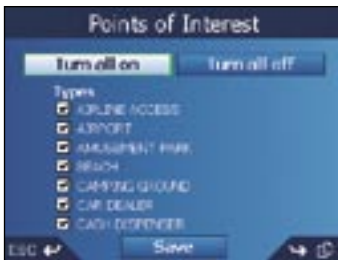 Points of Interest
Turn all on
Turn all off
Types
AIRLINE ACCESS
AIRPORT
AMUSEMENT PARK
BEACH
CAMPING GROUND
CAR DEALER
CASH DISPENSER
ESC
Save